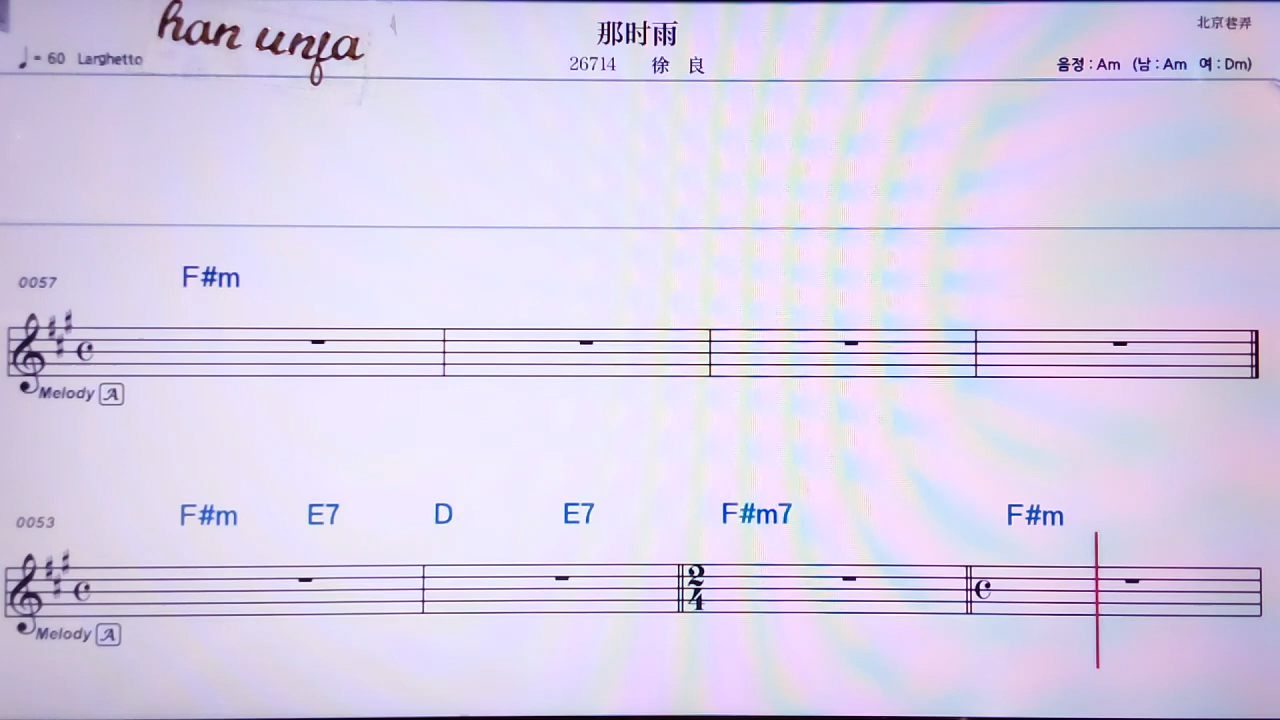 han unfa
那时雨
北京巷弄
♩= 60 Larghetto
26714 徐 良
음정 : Am (남 : Am 여 : Dm)
0057 F#m
Melody A
0053 F#m E7 D E7 F#m7 F#m
2
4
Melody A